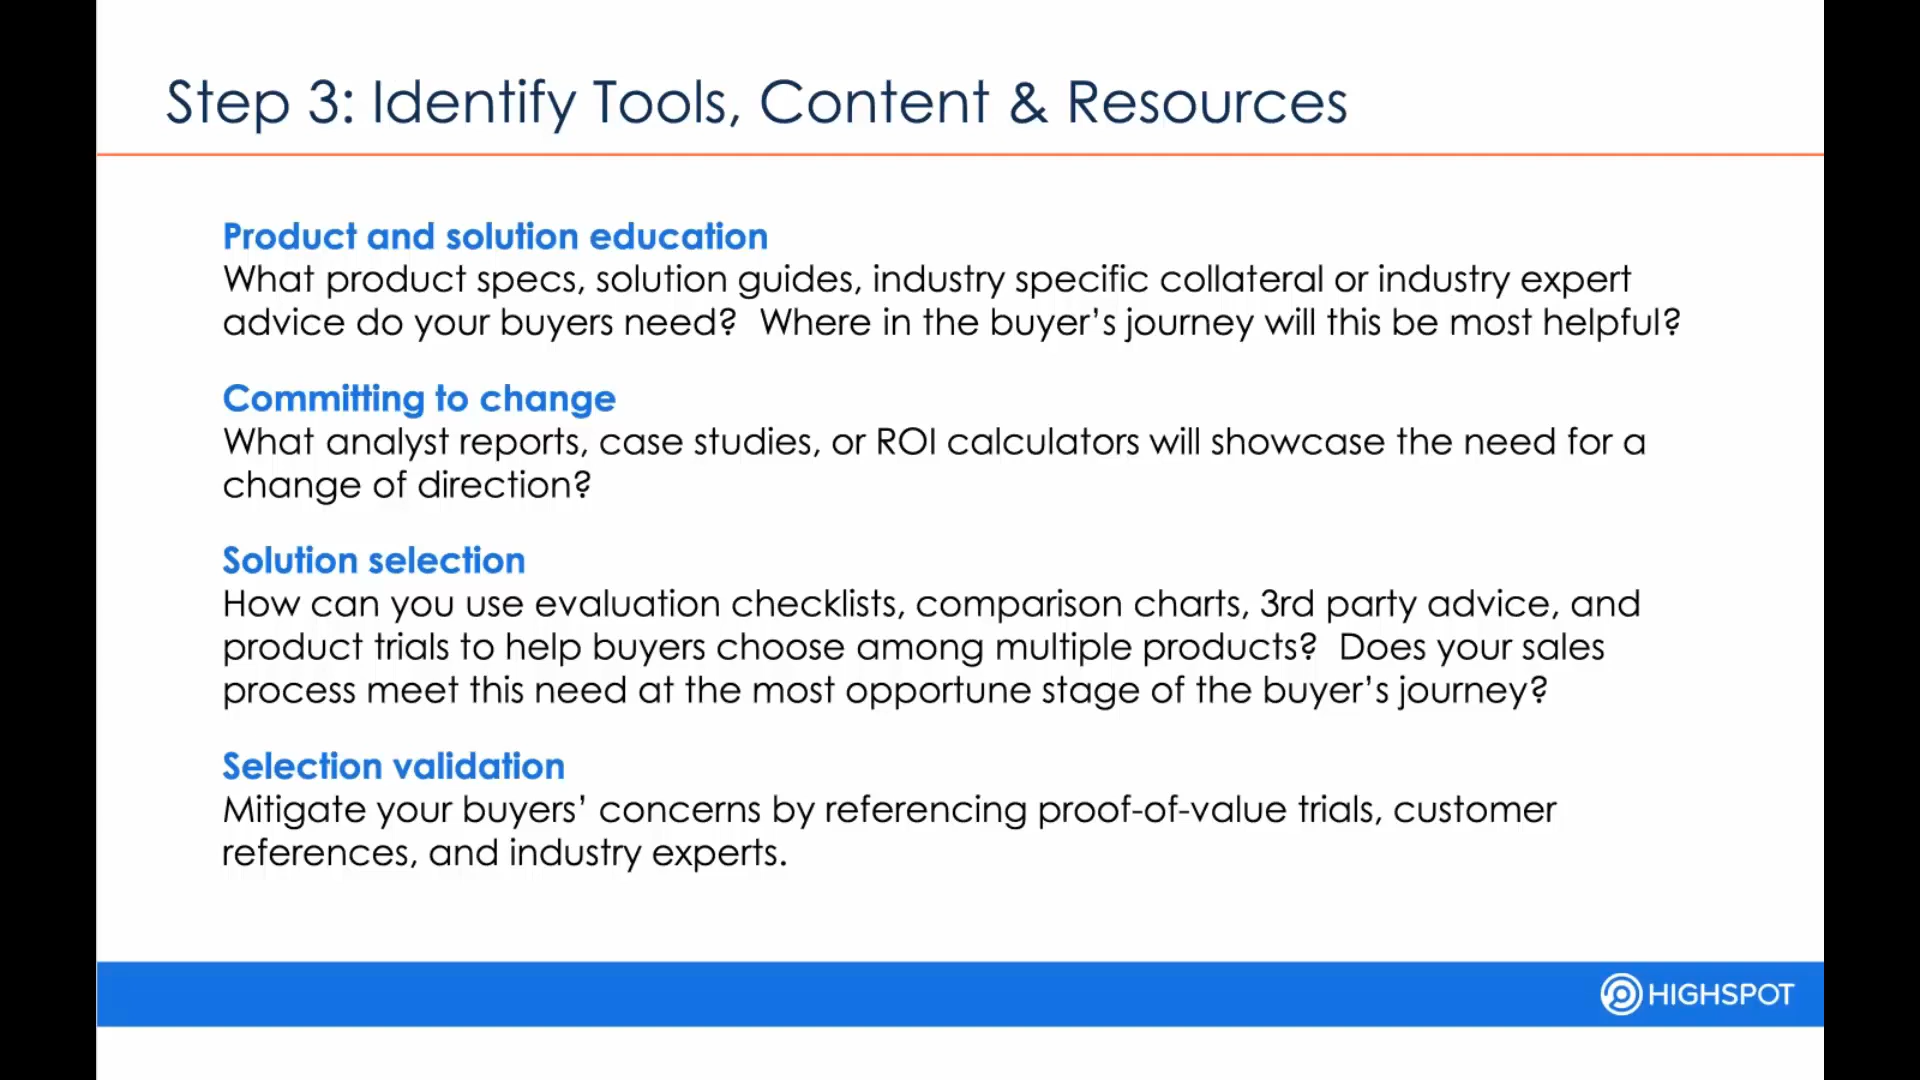 Step 3: Identify Tools, Content & Resources
Product and solution education
What product specs, solution guides, industry specific collateral or industry expert
advice do your buyers need?  Where in the buyer’s journey will this be most helpful?
Committing to change
What analyst reports, case studies, or ROI calculators will showcase the need for a
change of direction?
Solution selection
How can you use evaluation checklists, comparison charts, 3rd party advice, and
product trials to help buyers choose among multiple products?  Does your sales
process meet this need at the most opportune stage of the buyer’s journey?
Selection validation
Mitigate your buyers’ concerns by referencing proof-of-value trials, customer
references, and industry experts.
HIGHSPOT